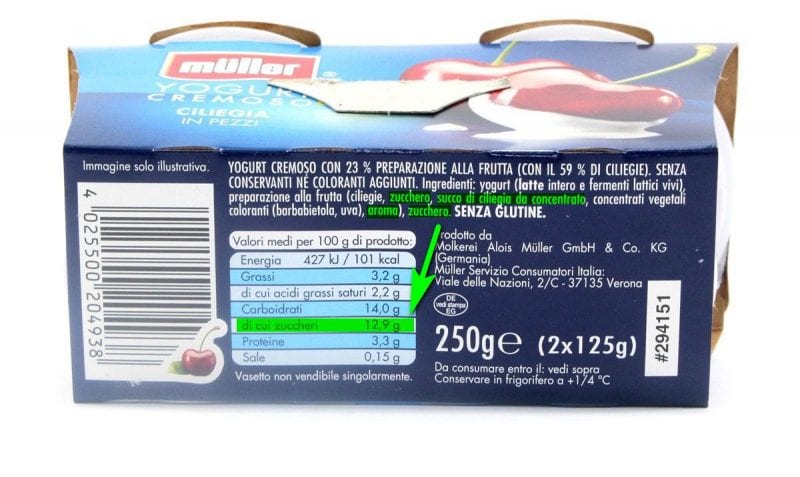 müller®
YOGURT
CREMOSO
CILIEGIA
IN PEZZI
Immagine solo illustrativa.
4 025500 204938
YOGURT CREMOSO CON 23 % PREPARAZIONE ALLA FRUTTA (CON IL 59 % DI CILIEGIE). SENZA
CONSERVANTI NÉ COLORANTI AGGIUNTI. Ingredienti: yogurt (latte intero e fermenti lattici vivi),
preparazione alla frutta (ciliegie, zucchero, succo di ciliegia da concentrato, concentrati vegetali
coloranti (barbabietola, uva), aroma), zucchero. SENZA GLUTINE.
Valori medi per 100 g di prodotto:
Energia 427 kJ / 101 kcal
Grassi 3,2 g
di cui acidi grassi saturi 2,2 g
Carboidrati 14,0 g
di cui zuccheri 12,9 g
Proteine 3,3 g
Sale 0,15 g
Vasetto non vendibile singolarmente.
Prodotto da
Molkerei Alois Müller GmbH & Co. KG
(Germania)
Müller Servizio Consumatori Italia:
Viale delle Nazioni, 2/C - 37135 Verona
DE
vedi stampa
EG
250g℮ (2x125g)
Da consumare entro il: vedi sopra
Conservare in frigorifero a +1/4 °C
#294151